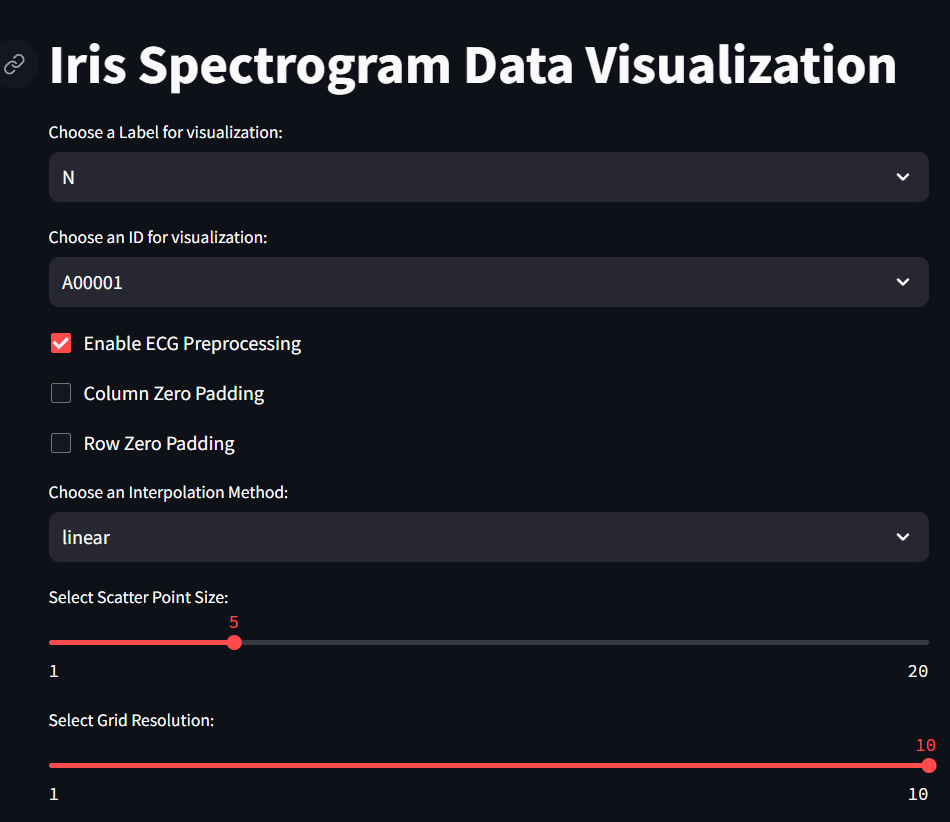 Iris Spectrogram Data Visualization
Choose a Label for visualization:
N
Choose an ID for visualization:
A00001
Enable ECG Preprocessing
Column Zero Padding
Row Zero Padding
Choose an Interpolation Method:
linear
Select Scatter Point Size:
5
1 20
Select Grid Resolution:
10
1 10